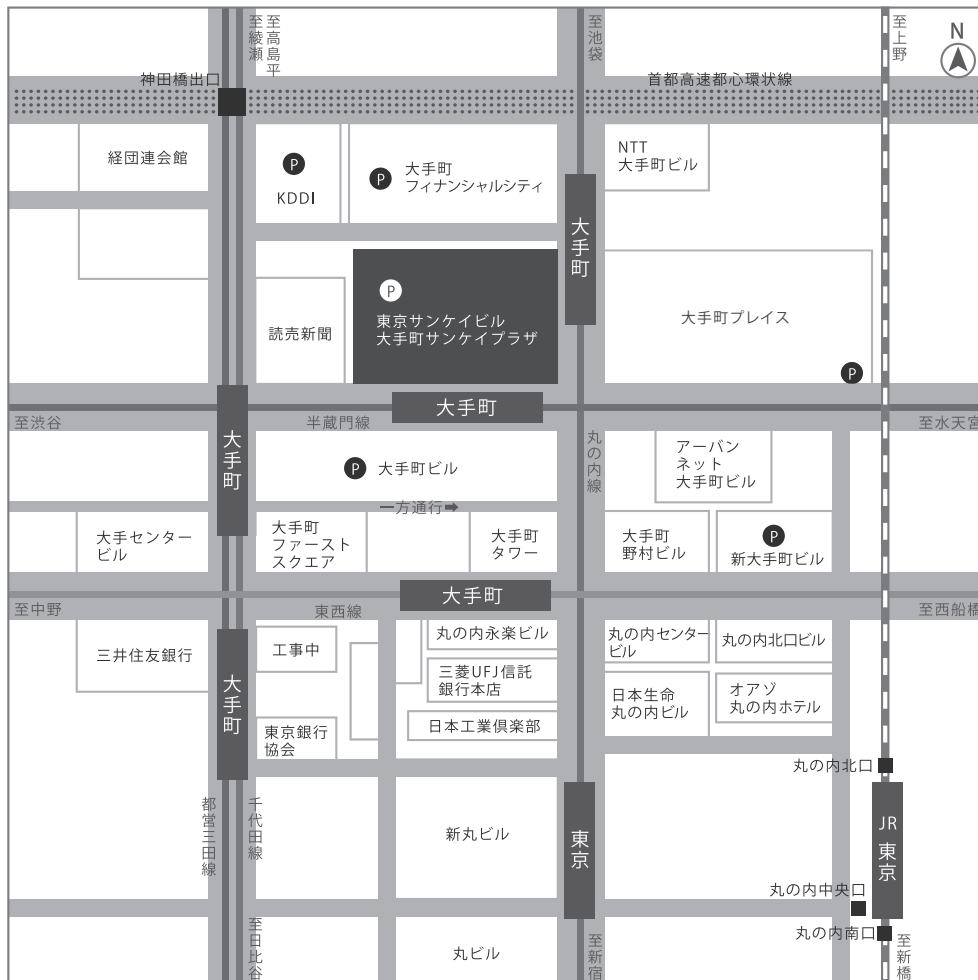 至綾瀬
至高島平
至池袋
至上野
N
神田橋出口
首都高速都心環状線
経団連会館
P
KDDI
P
大手町
フィナンシャルシティ
NTT
大手町ビル
大手町
P
東京サンケイビル
大手町サンケイプラザ
読売新聞
大手町プレイス
P
大手町
至渋谷
半蔵門線
至水天宮
大手町
丸の内線
P
大手町ビル
アーバン
ネット
大手町ビル
一方通行➡
大手センター
ビル
大手町
ファースト
スクエア
大手町
タワー
大手町
野村ビル
P
新大手町ビル
大手町
至中野
東西線
至西船橋
三井住友銀行
大手町
工事中
丸の内永楽ビル
丸の内センター
ビル
丸の内北口ビル
三菱UFJ信託
銀行本店
日本生命
丸の内ビル
オアゾ
丸の内ホテル
東京銀行
協会
日本工業倶楽部
丸の内北口
都営三田線
千代田線
新丸ビル
東京
JR
東京
丸の内中央口
丸の内南口
至日比谷
丸ビル
至新宿
至新橋